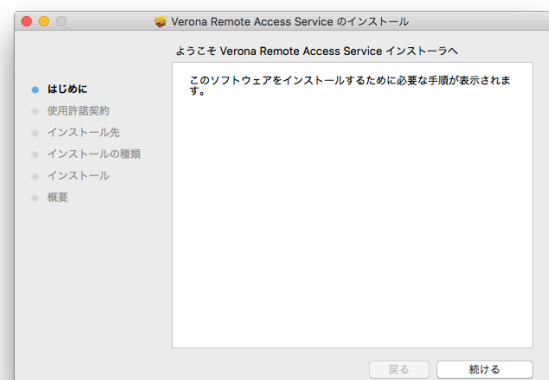 Verona Remote Access Service のインストール
ようこそ Verona Remote Access Service インストーラへ
はじめに
使用許諾契約
インストール先
インストールの種類
インストール
概要
このソフトウェアをインストールするために必要な手順が表示されま
す。
戻る
続ける